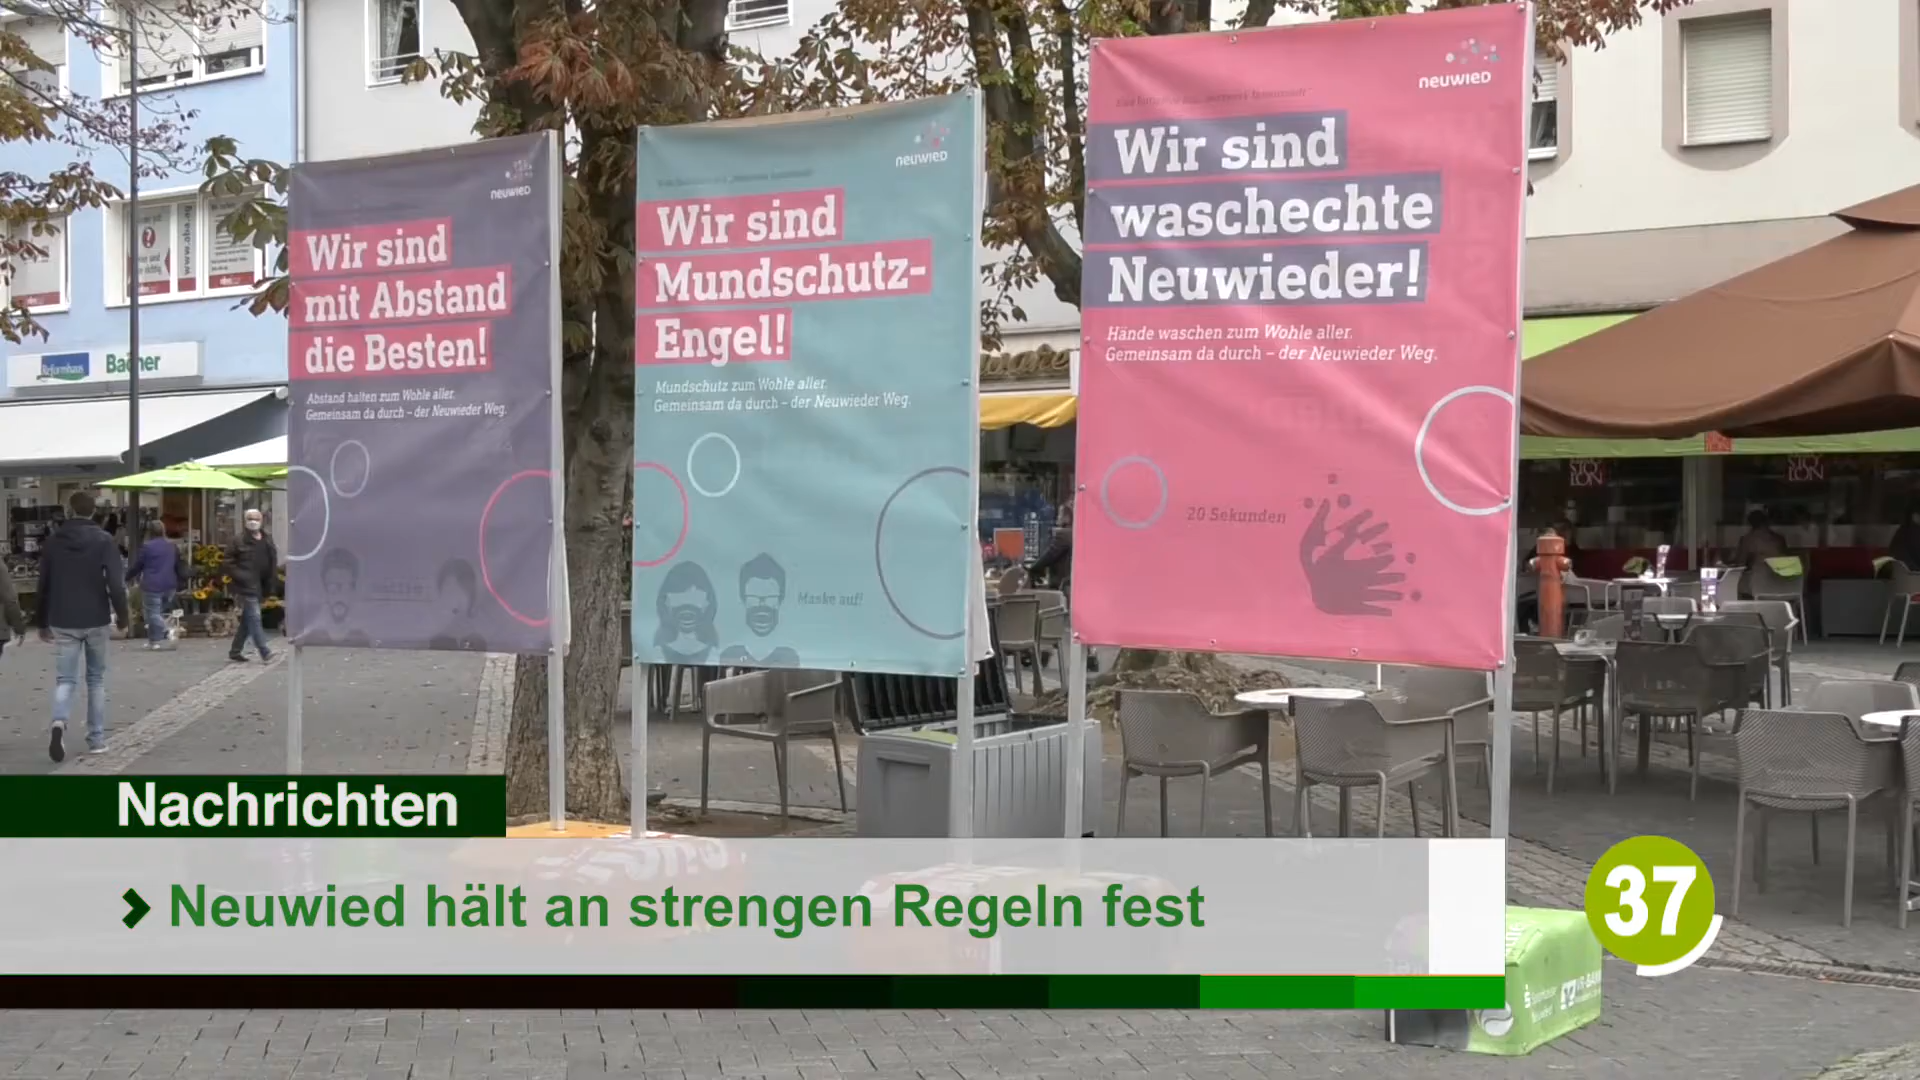 neuwied
Wir sind
mit Abstand
die Besten!
Abstand halten zum Wohle aller.
Gemeinsam da durch – der Neuwieder Weg.
neuwied
Wir sind
Mundschutz-
Engel!
Mundschutz zum Wohle aller.
Gemeinsam da durch – der Neuwieder Weg.
Maske auf!
neuwied
Wir sind
waschechte
Neuwieder!
Hände waschen zum Wohle aller.
Gemeinsam da durch – der Neuwieder Weg.
20 Sekunden
Reformhaus
Bacher
Nachrichten
Neuwied hält an strengen Regeln fest
37